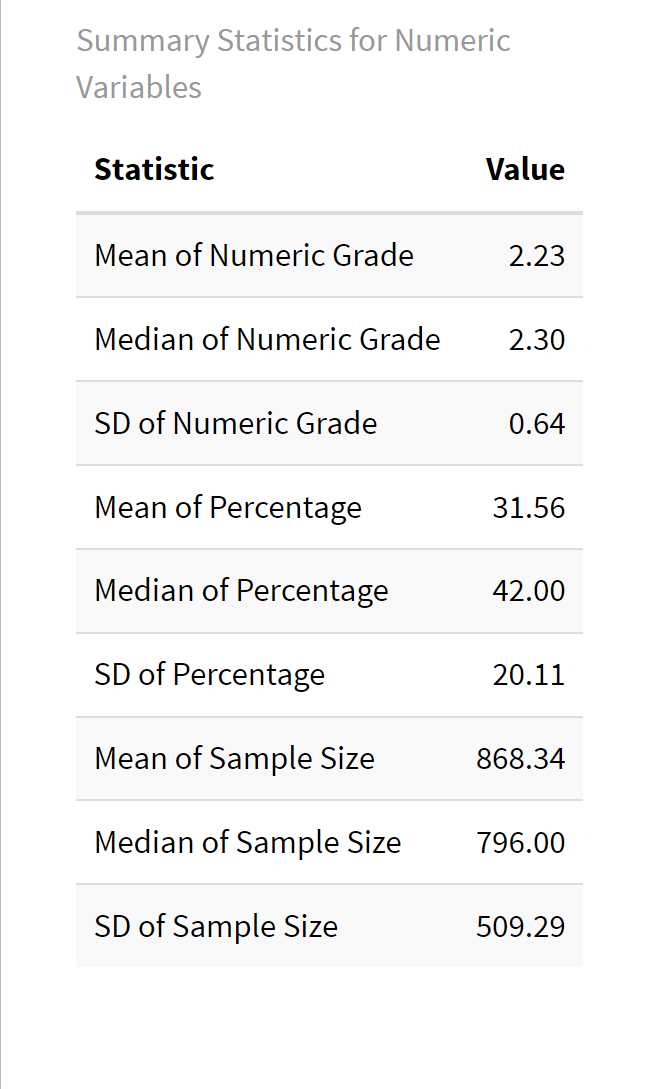 Summary Statistics for Numeric
Variables
Statistic Value
Mean of Numeric Grade 2.23
Median of Numeric Grade 2.30
SD of Numeric Grade 0.64
Mean of Percentage 31.56
Median of Percentage 42.00
SD of Percentage 20.11
Mean of Sample Size 868.34
Median of Sample Size 796.00
SD of Sample Size 509.29